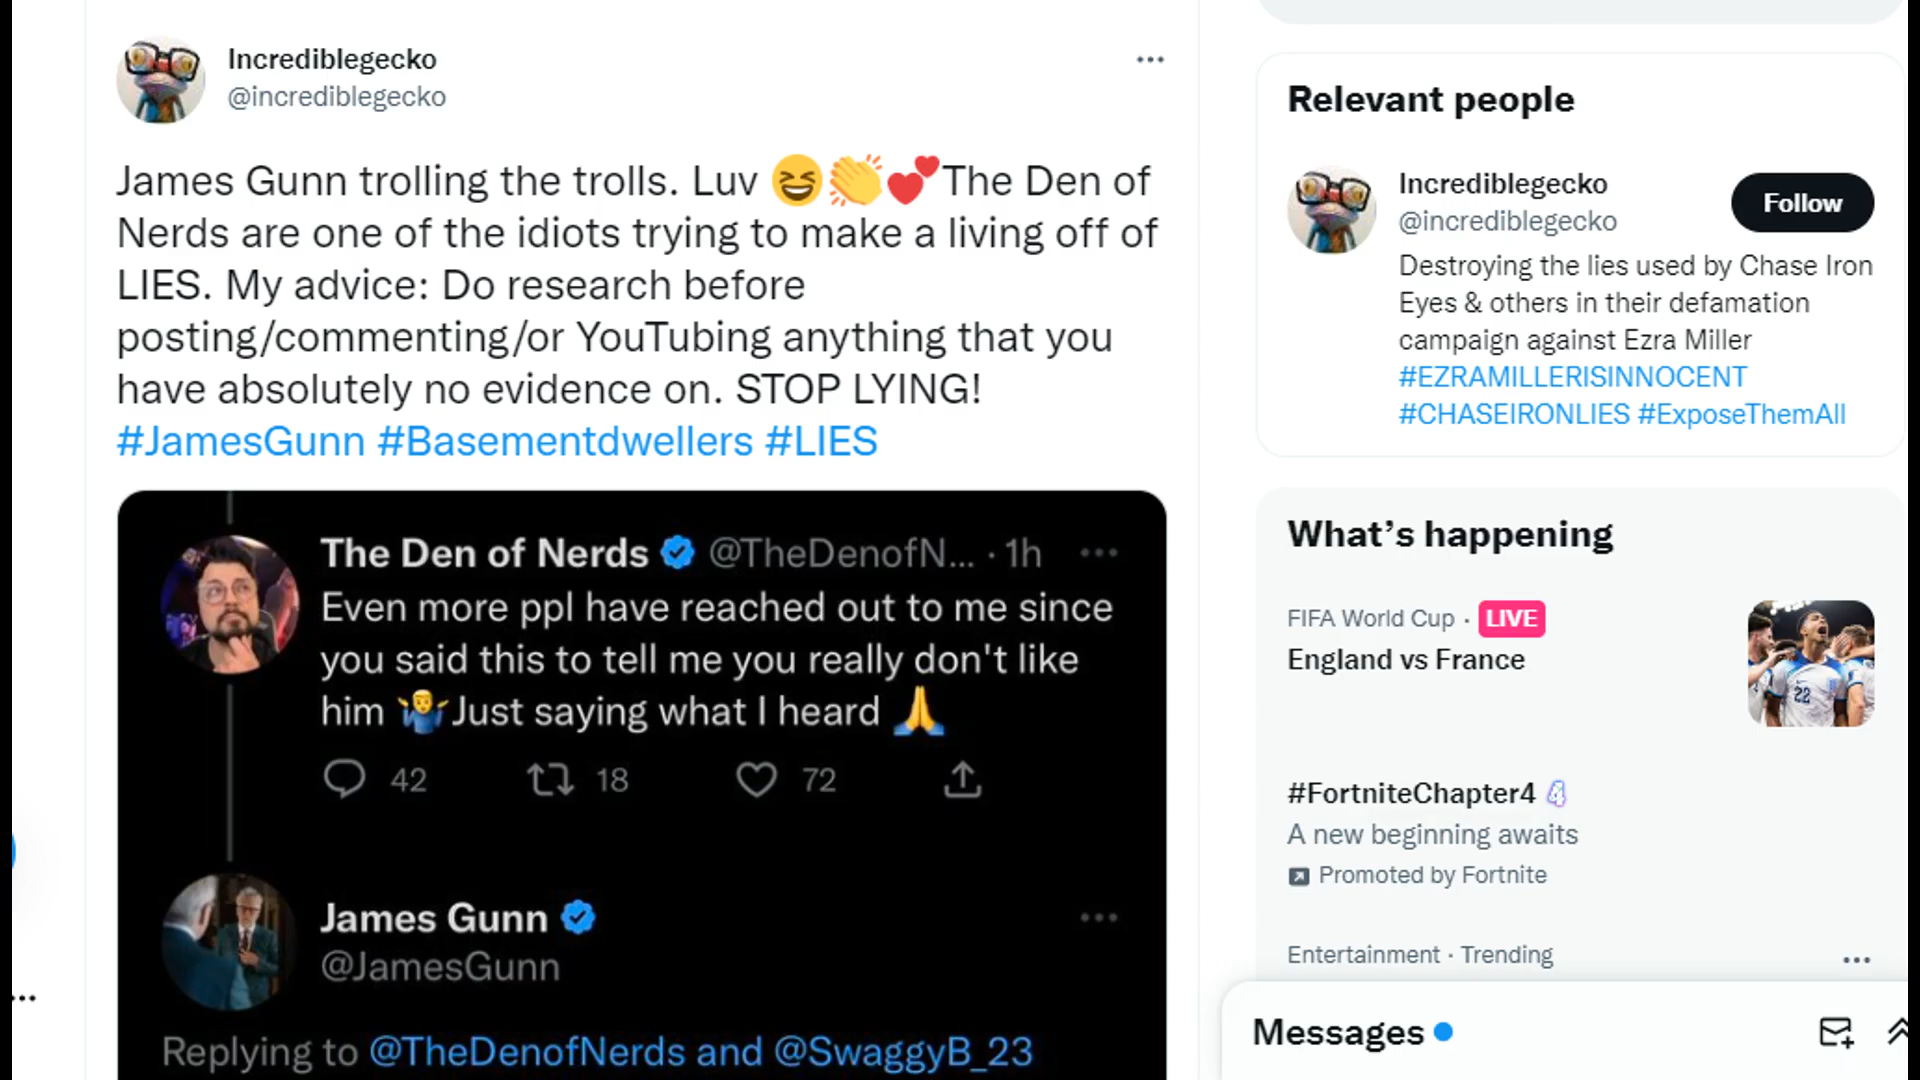 Incrediblegecko
@incrediblegecko
James Gunn trolling the trolls. Luv 😆👏💕The Den of
Nerds are one of the idiots trying to make a living off of
LIES. My advice: Do research before
posting/commenting/or YouTubing anything that you
have absolutely no evidence on. STOP LYING!
#JamesGunn #Basementdwellers #LIES
The Den of Nerds @TheDenofN... · 1h
Even more ppl have reached out to me since
you said this to tell me you really don't like
him 🤷‍♂️Just saying what I heard 🙏
42 18 72
James Gunn
@JamesGunn
Replying to @TheDenofNerds and @SwaggyB_23
Relevant people
Incrediblegecko
@incrediblegecko
Follow
Destroying the lies used by Chase Iron
Eyes & others in their defamation
campaign against Ezra Miller
#EZRAMILLERISINNOCENT
#CHASEIRONLIES #ExposeThemAll
What's happening
FIFA World Cup · LIVE
England vs France
22
#FortniteChapter4
A new beginning awaits
Promoted by Fortnite
Entertainment · Trending
Messages